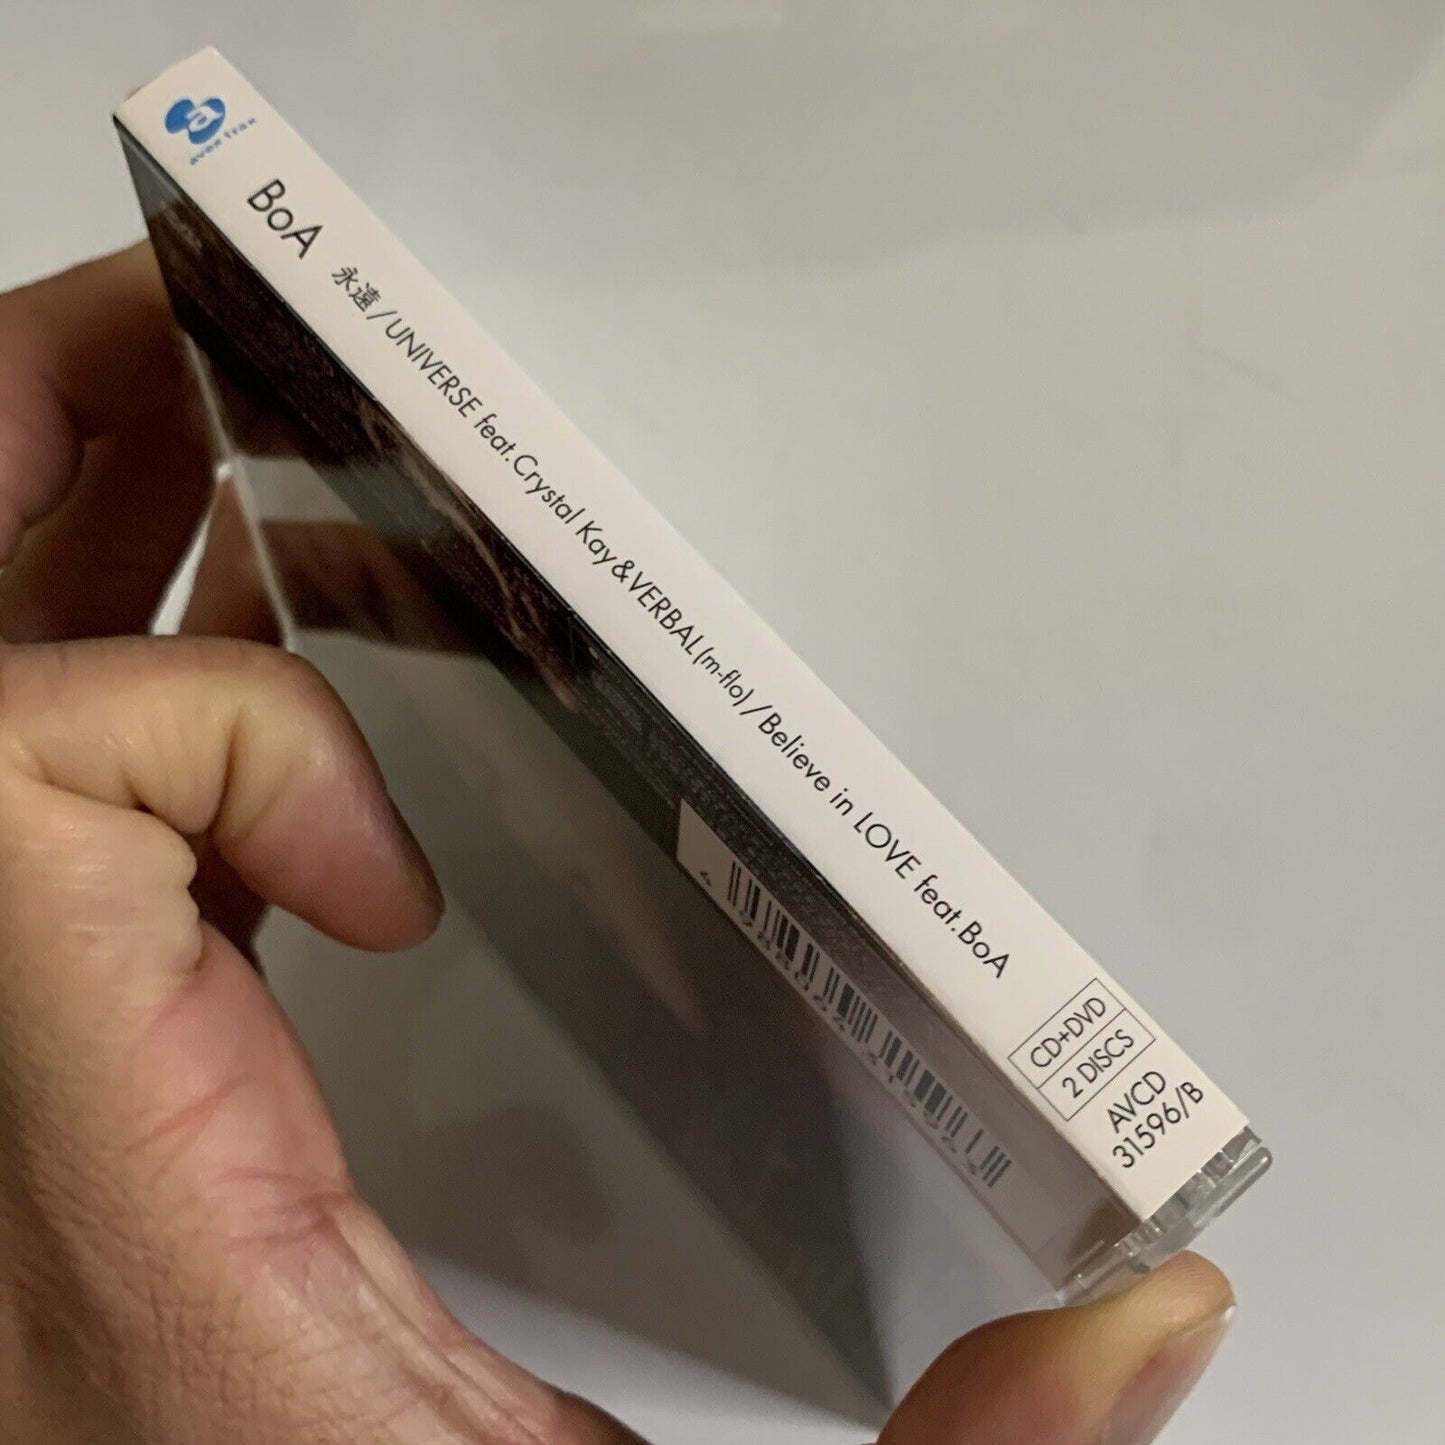 avex trax
BoA 永遠/UNIVERSE feat.Crystal Kay&VERBAL(m-flo)/Believe in LOVE feat.BoA
CD+DVD
2 DISCS
AVCD
31596/B